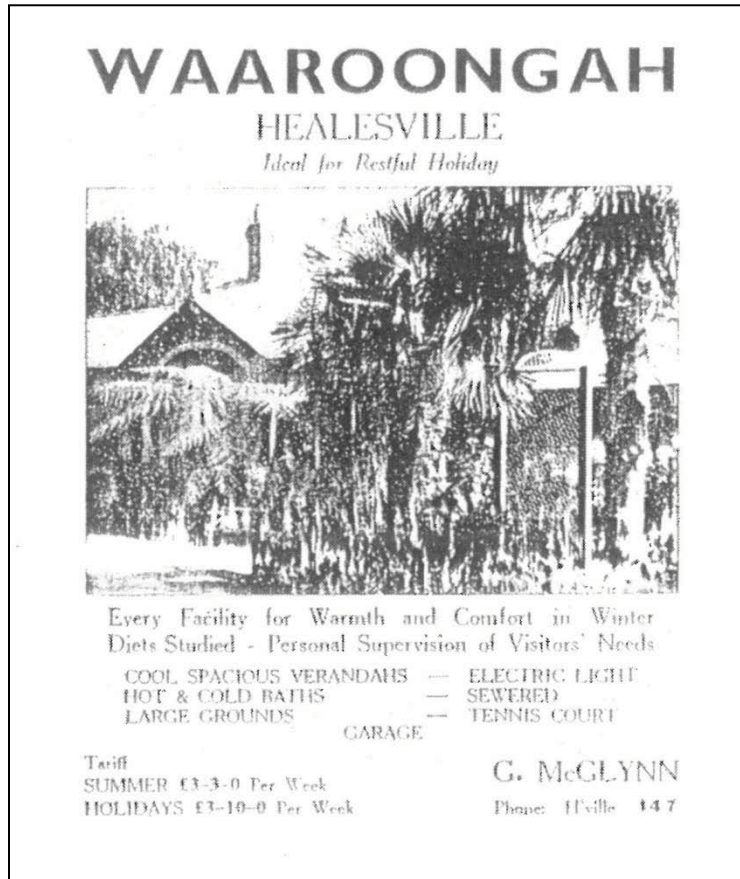 WAAROONGAH
HEALESVILLE
Ideal for Restful Holiday
Every Facility for Warmth and Comfort in Winter
Diets Studied - Personal Supervision of Visitors' Needs
COOL SPACIOUS VERANDAHS — ELECTRIC LIGHT
HOT & COLD BATHS — SEWERED
LARGE GROUNDS — TENNIS COURT
GARAGE
Tariff
SUMMER £3-3-0 Per Week
HOLIDAYS £3-10-0 Per Week
G. McGLYNN
Phone: H'ville 147